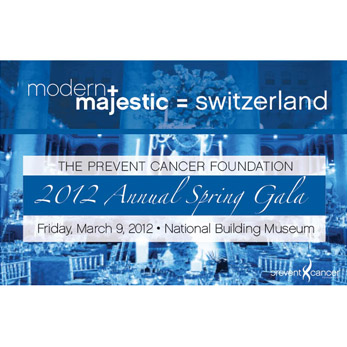 modern+
majestic = switzerland
THE PREVENT CANCER FOUNDATION
2012 Annual Spring Gala
Friday, March 9, 2012 • National Building Museum
prevent cancer